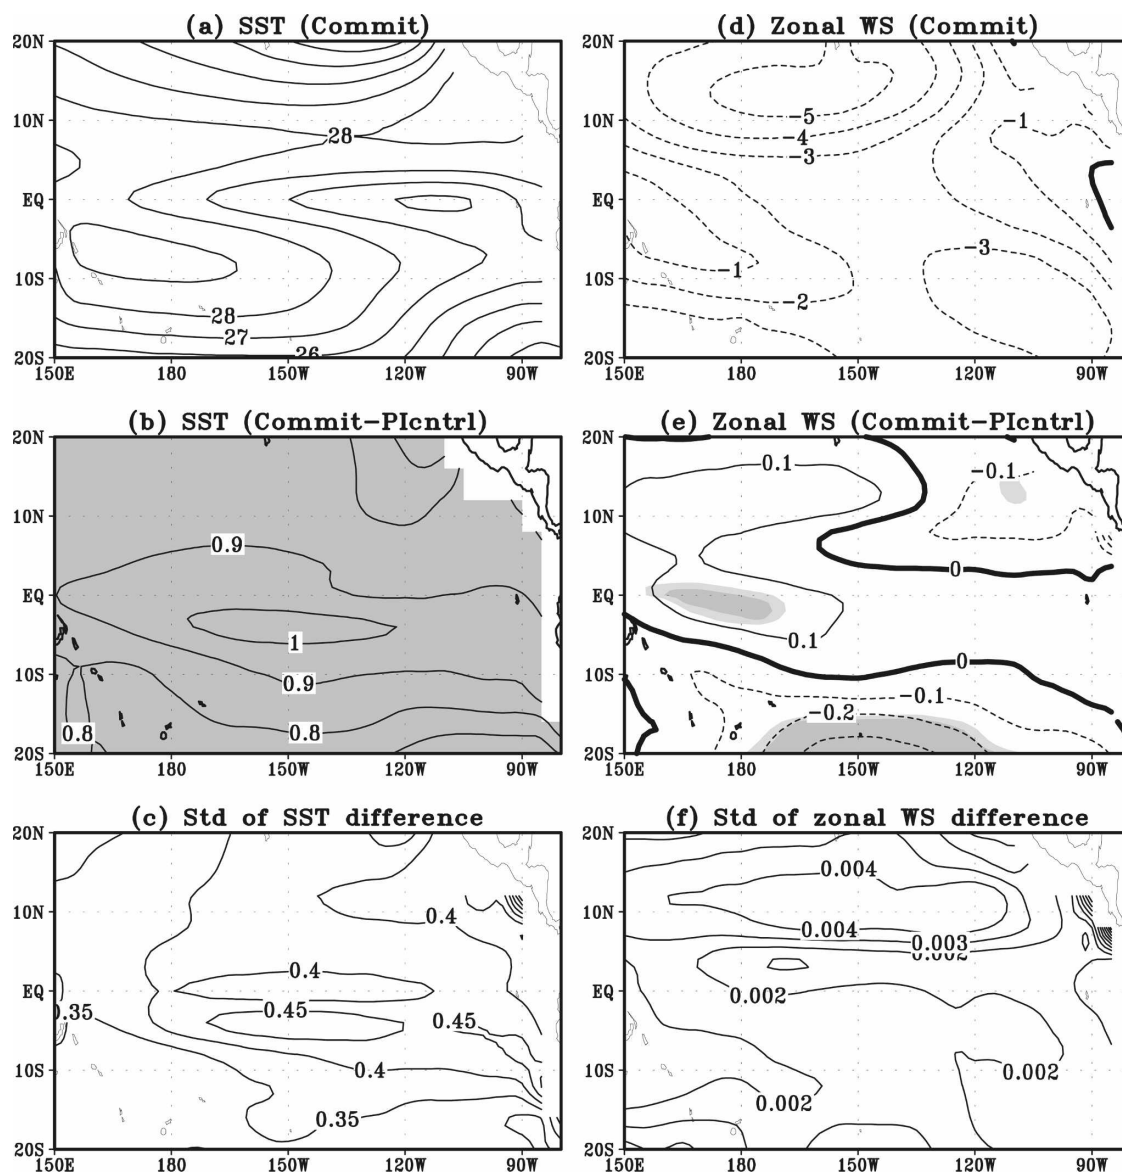 (a) SST (Commit)
20N
10N
EQ
10S
20S
28
28
27
26
150E 180 150W 120W 90W
(d) Zonal WS (Commit)
20N
10N
EQ
10S
20S
-5
-4
-3
-1
-3
-1
-2
150E 180 150W 120W 90W
(b) SST (Commit-PIcntrl)
20N
10N
EQ
10S
20S
0.9
1
0.9
0.8
0.8
150E 180 150W 120W 90W
(e) Zonal WS (Commit-PIcntrl)
20N
10N
EQ
10S
20S
0.1
-0.1
0
0.1
0
-0.1
-0.2
150E 180 150W 120W 90W
(c) Std of SST difference
20N
10N
EQ
10S
20S
0.4
0.4
0.45
0.35
0.45
0.4
0.35
150E 180 150W 120W 90W
(f) Std of zonal WS difference
20N
10N
EQ
10S
20S
0.004
0.004
0.003
0.002
0.002
0.002
0.002
150E 180 150W 120W 90W